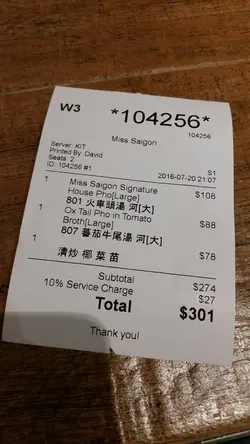 W3 *104256*
104256
Miss Saigon
Server: KIT S1
Printed By: David
Seats: 2 2016-07-20 21:07
ID: 104256 #1
1 Miss Saigon Signature $108
House Pho[Large]
801 火車頭湯 河[大]
1 Ox Tail Pho in Tomato $88
Broth[Large]
807 蕃茄牛尾湯 河[大]
1 $78
清炒 椰菜苗
Subtotal $274
10% Service Charge $27
Total $301
Thank you!